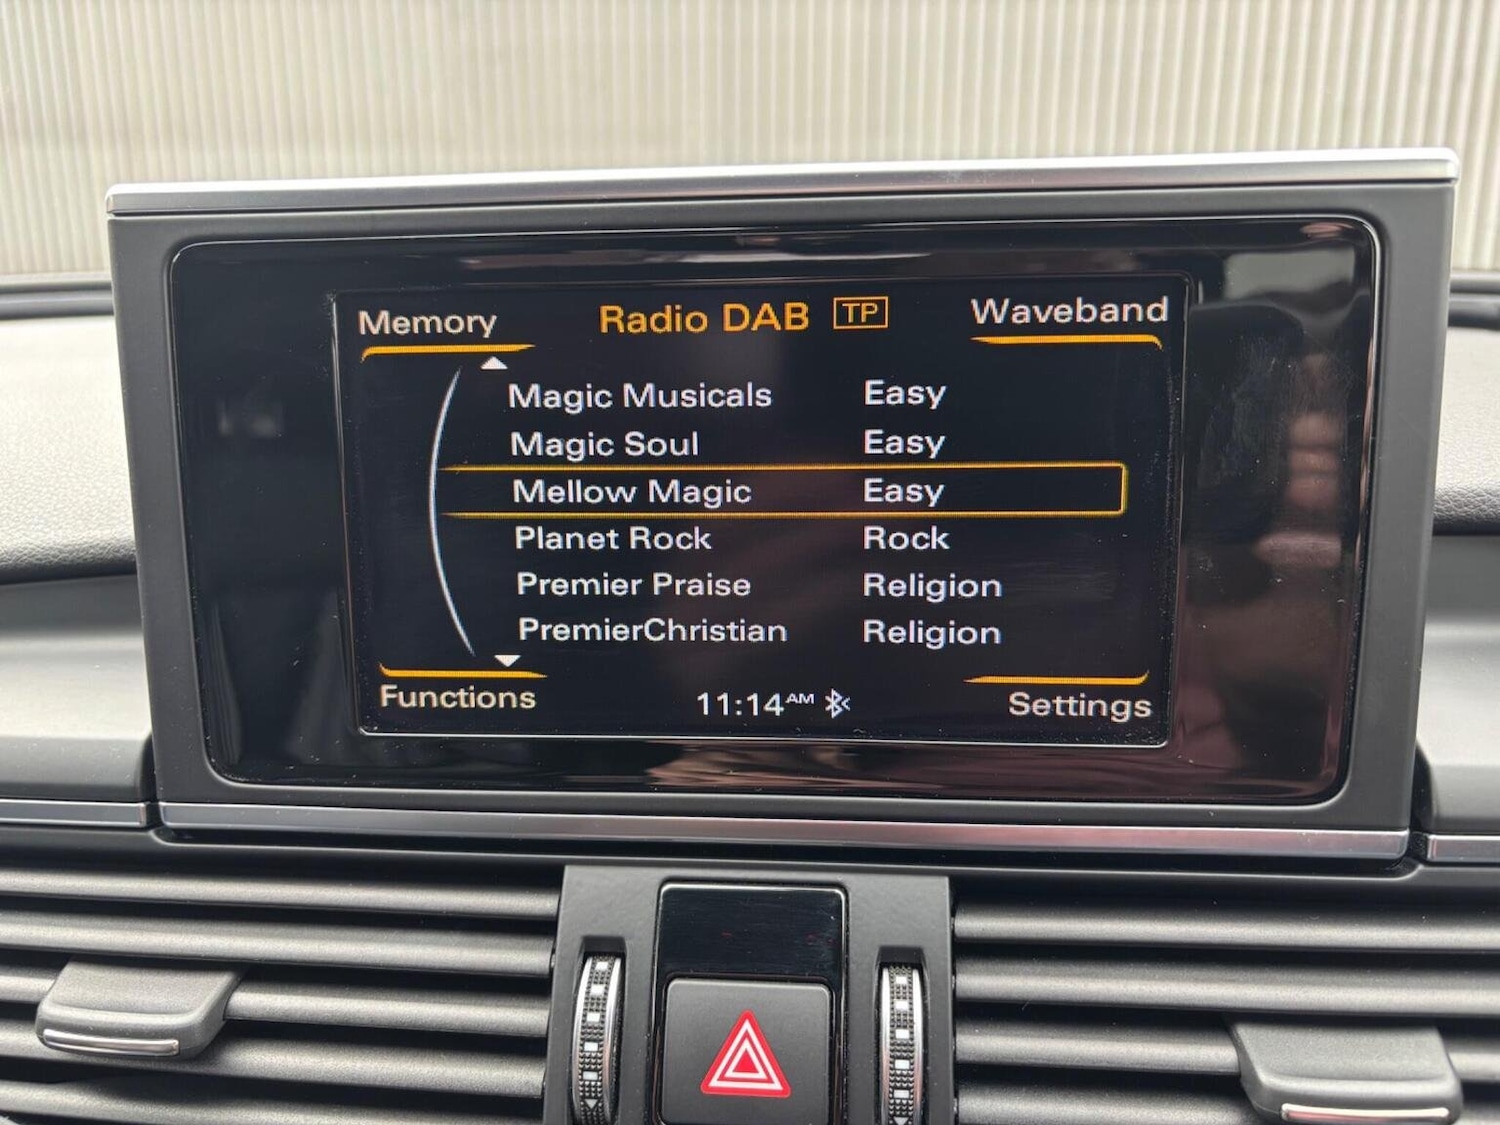 Memory Radio DAB TP Waveband
Magic Musicals Easy
Magic Soul Easy
Mellow Magic Easy
Planet Rock Rock
Premier Praise Religion
PremierChristian Religion
Functions 11:14AM Settings